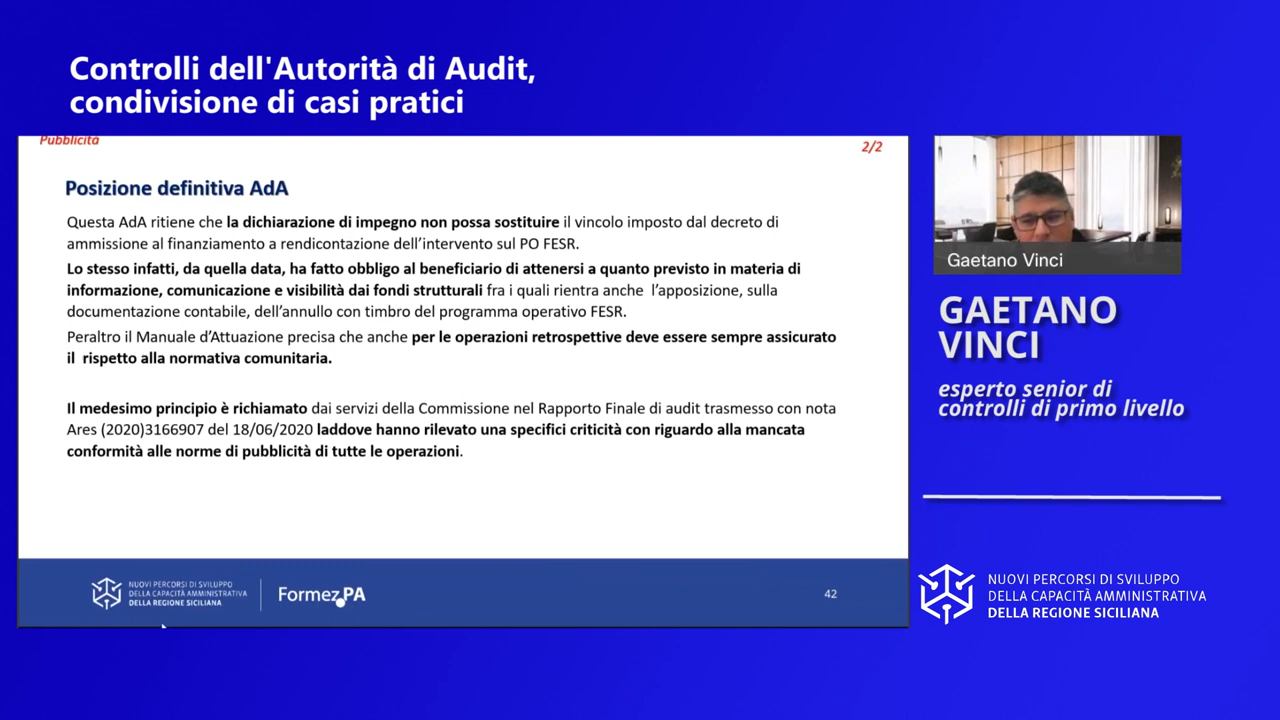 Controlli dell'Autorità di Audit,
condivisione di casi pratici
Pubblicità
2/2
Posizione definitiva AdA
Questa AdA ritiene che la dichiarazione di impegno non possa sostituire il vincolo imposto dal decreto di
ammissione al finanziamento a rendicontazione dell'intervento sul PO FESR.
Lo stesso infatti, da quella data, ha fatto obbligo al beneficiario di attenersi a quanto previsto in materia di
informazione, comunicazione e visibilità dai fondi strutturali fra i quali rientra anche l'apposizione, sulla
documentazione contabile, dell'annullo con timbro del programma operativo FESR.
Peraltro il Manuale d'Attuazione precisa che anche per le operazioni retrospettive deve essere sempre assicurato
il rispetto alla normativa comunitaria.
Il medesimo principio è richiamato dai servizi della Commissione nel Rapporto Finale di audit trasmesso con nota
Ares (2020)3166907 del 18/06/2020 laddove hanno rilevato una specifici criticità con riguardo alla mancata
conformità alle norme di pubblicità di tutte le operazioni.
NUOVI PERCORSI DI SVILUPPO
DELLA CAPACITÀ AMMINISTRATIVA
DELLA REGIONE SICILIANA
FormezPA
42
Gaetano Vinci
GAETANO
VINCI
esperto senior di
controlli di primo livello
NUOVI PERCORSI DI SVILUPPO
DELLA CAPACITÀ AMMINISTRATIVA
DELLA REGIONE SICILIANA